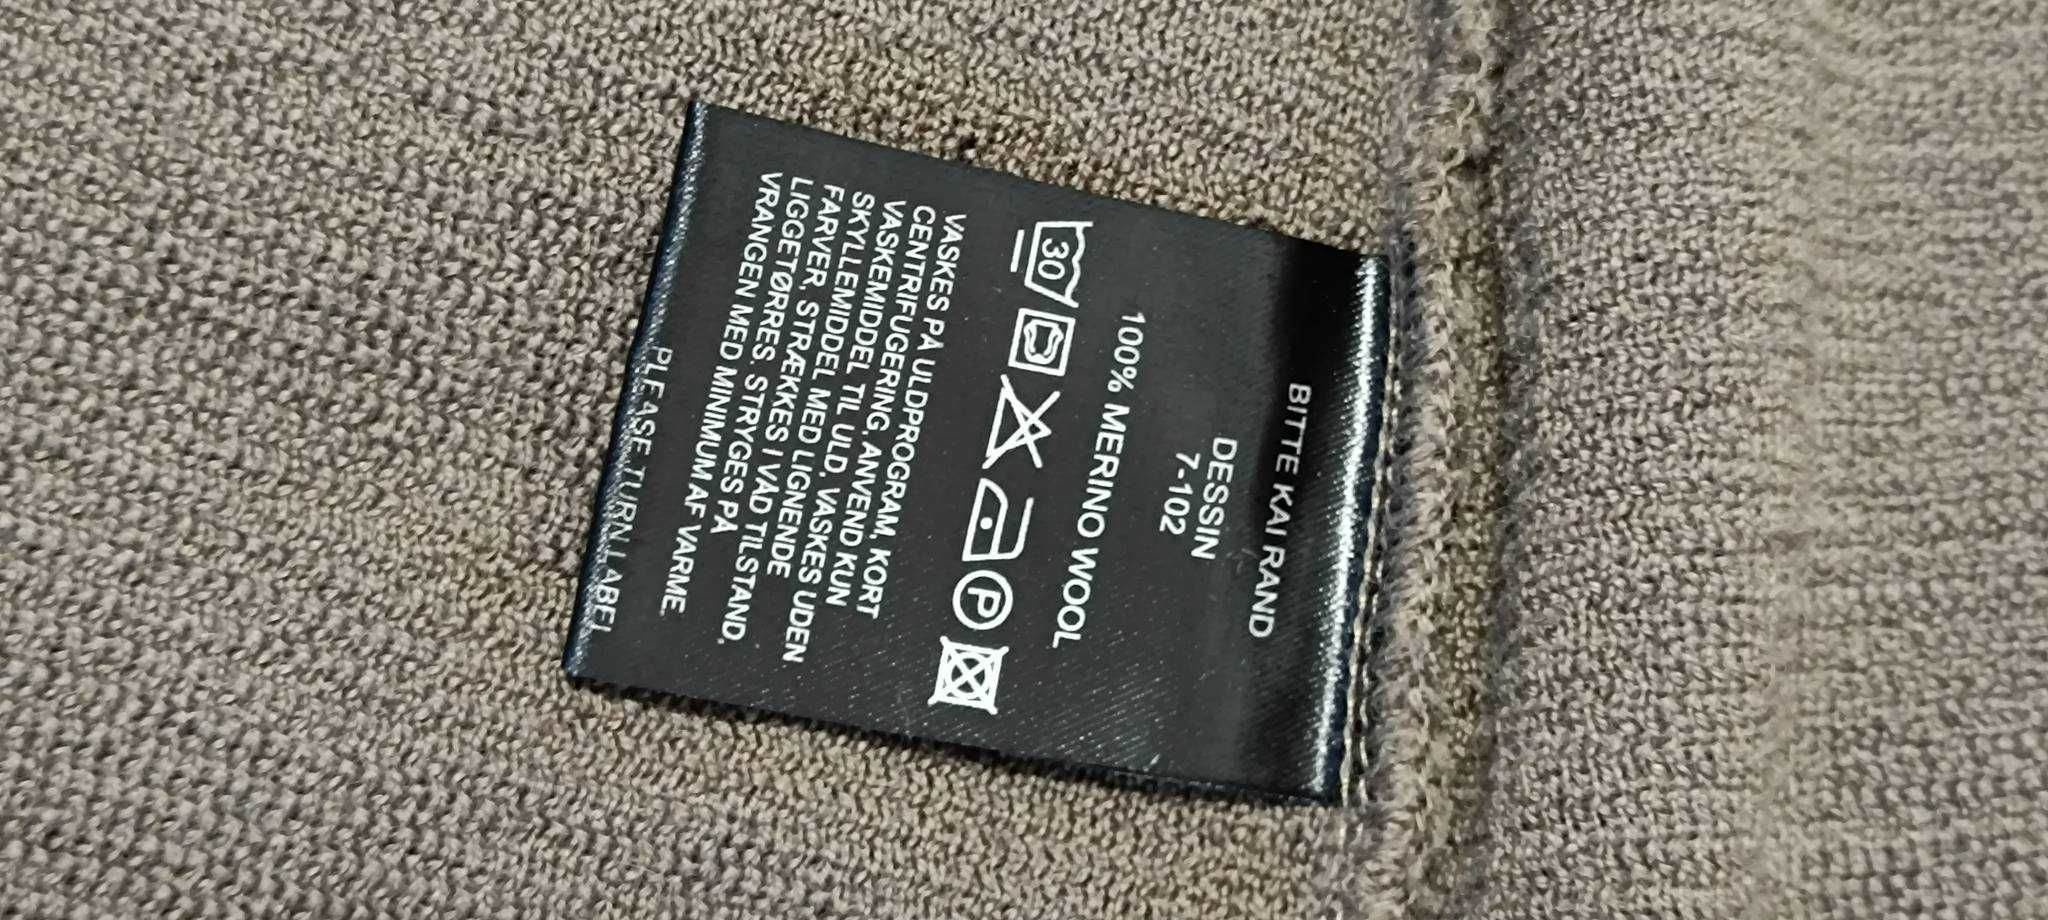 BITTE KAI RAND
DESSIN
7-102
100% MERINO WOOL
30
P
VASKES PÅ ULDPROGRAM, KORT
CENTRIFUGERING, ANVEND KUN
VASKEMIDDEL TIL ULD, VASKES UDEN
SKYLLEMIDDEL MED LIGNENDE
FARVER, STRÆKKES I VÅD TILSTAND,
LIGGETØRRES. STRYGES PÅ
VRANGEN MED MINIMUM AF VARME.
PLEASE TURN LABEL